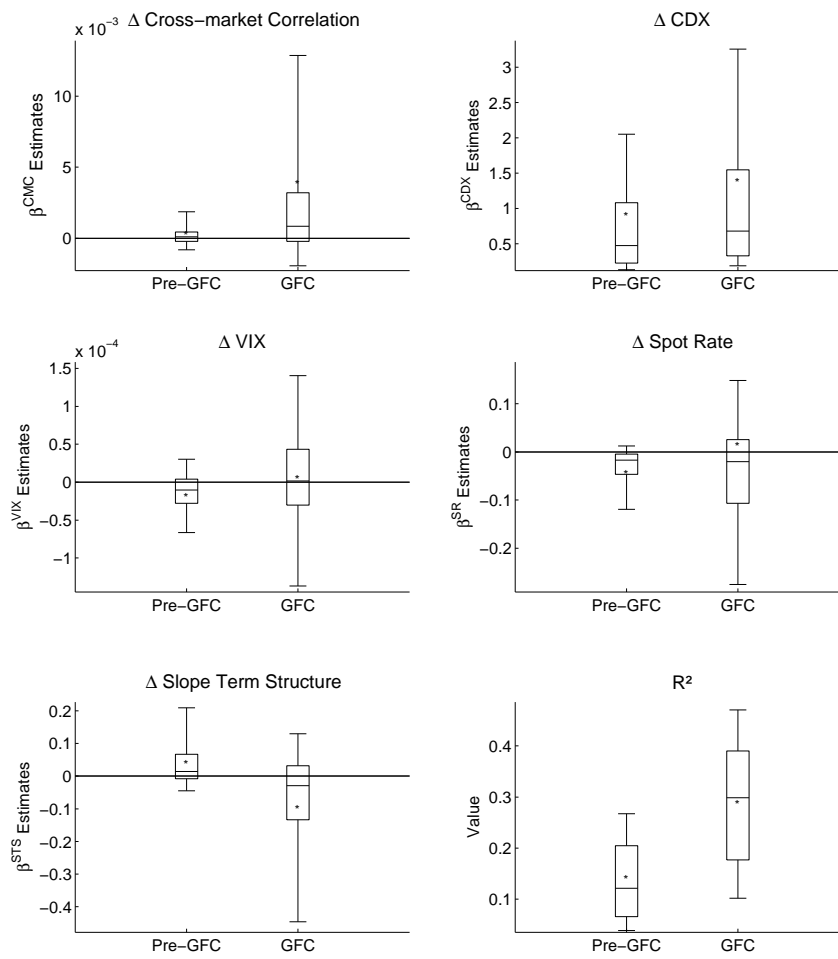 Δ Cross−market Correlation
x 10⁻³
10
5
0
β^CMC Estimates
Pre−GFC GFC
Δ CDX
3
2.5
2
1.5
1
0.5
β^CDX Estimates
Pre−GFC GFC
Δ VIX
x 10⁻⁴
1.5
1
0.5
0
−0.5
−1
β^VIX Estimates
Pre−GFC GFC
Δ Spot Rate
0.1
0
−0.1
−0.2
β^SR Estimates
Pre−GFC GFC
Δ Slope Term Structure
0.2
0.1
0
−0.1
−0.2
−0.3
−0.4
β^STS Estimates
Pre−GFC GFC
R²
0.4
0.3
0.2
0.1
Value
Pre−GFC GFC